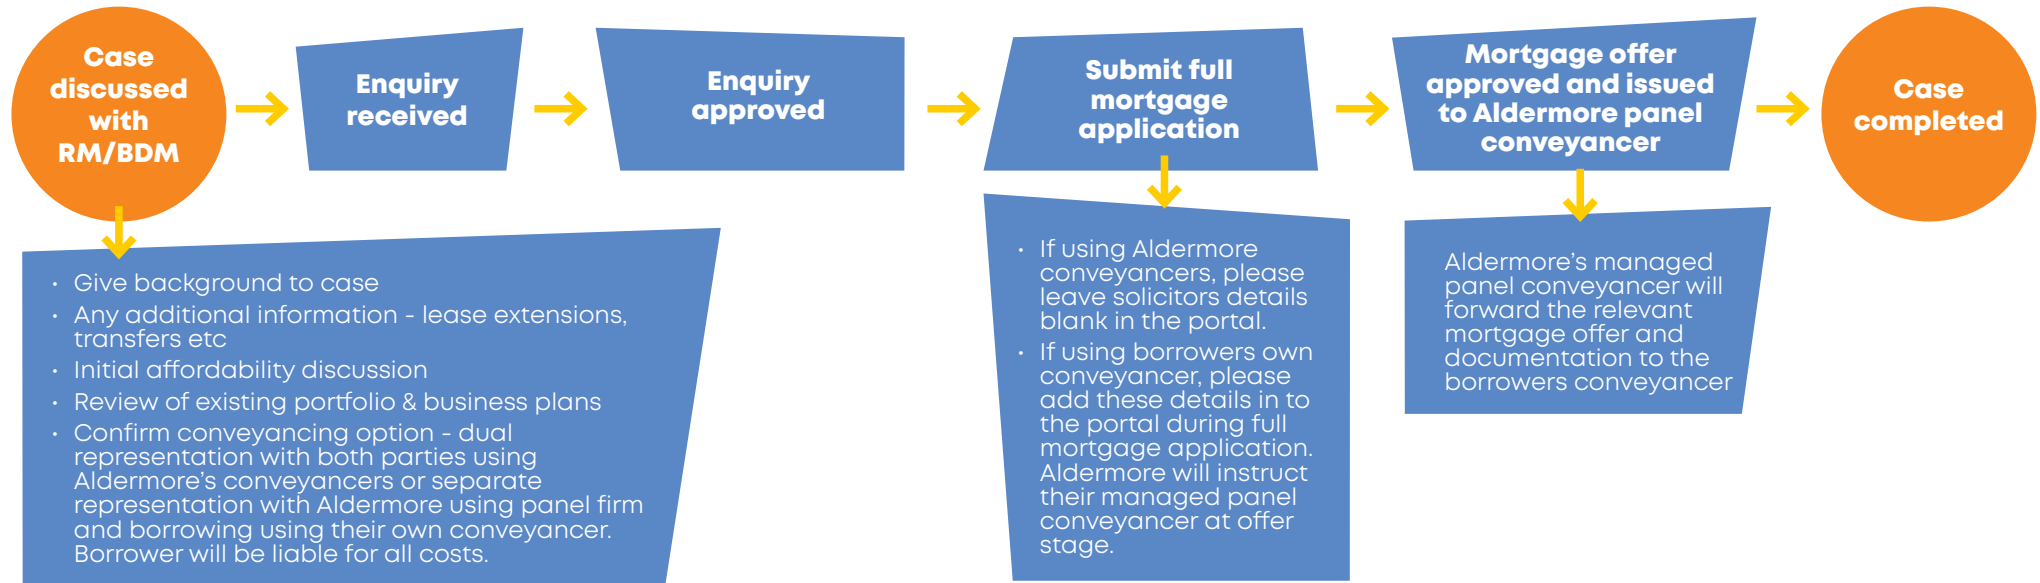 Case
discussed
with
RM/BDM
Enquiry
received
Enquiry
approved
Submit full
mortgage
application
Mortgage offer
approved and issued
to Aldermore panel
conveyancer
Case
completed
• Give background to case
• Any additional information - lease extensions,
transfers etc
• Initial affordability discussion
• Review of existing portfolio & business plans
• Confirm conveyancing option - dual
representation with both parties using
Aldermore's conveyancers or separate
representation with Aldermore using panel firm
and borrowing using their own conveyancer.
Borrower will be liable for all costs.
• If using Aldermore
conveyancers, please
leave solicitors details
blank in the portal.
• If using borrowers own
conveyancer, please
add these details in to
the portal during full
mortgage application.
Aldermore will instruct
their managed panel
conveyancer at offer
stage.
Aldermore's managed
panel conveyancer will
forward the relevant
mortgage offer and
documentation to the
borrowers conveyancer